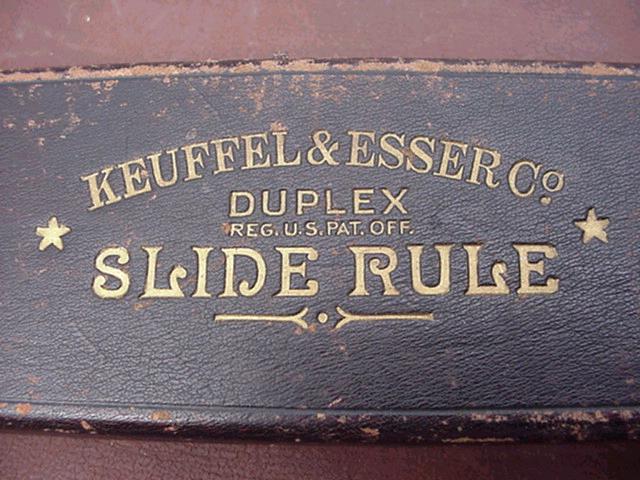 KEUFFEL & ESSER Co.
DUPLEX
REG. U.S. PAT. OFF.
SLIDE RULE